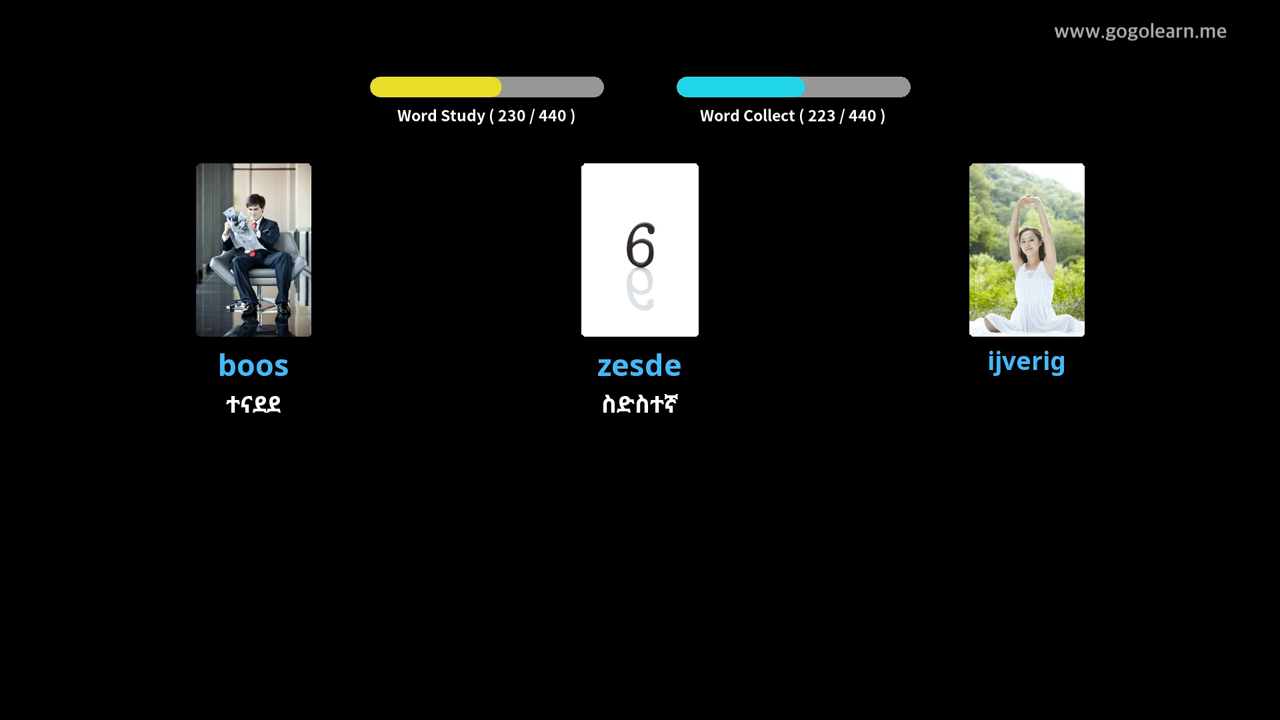 www.gogolearn.me
Word Study ( 230 / 440 )
Word Collect ( 223 / 440 )
6
boos
zesde
ijverig
ተናደደ
ስድስተኛ